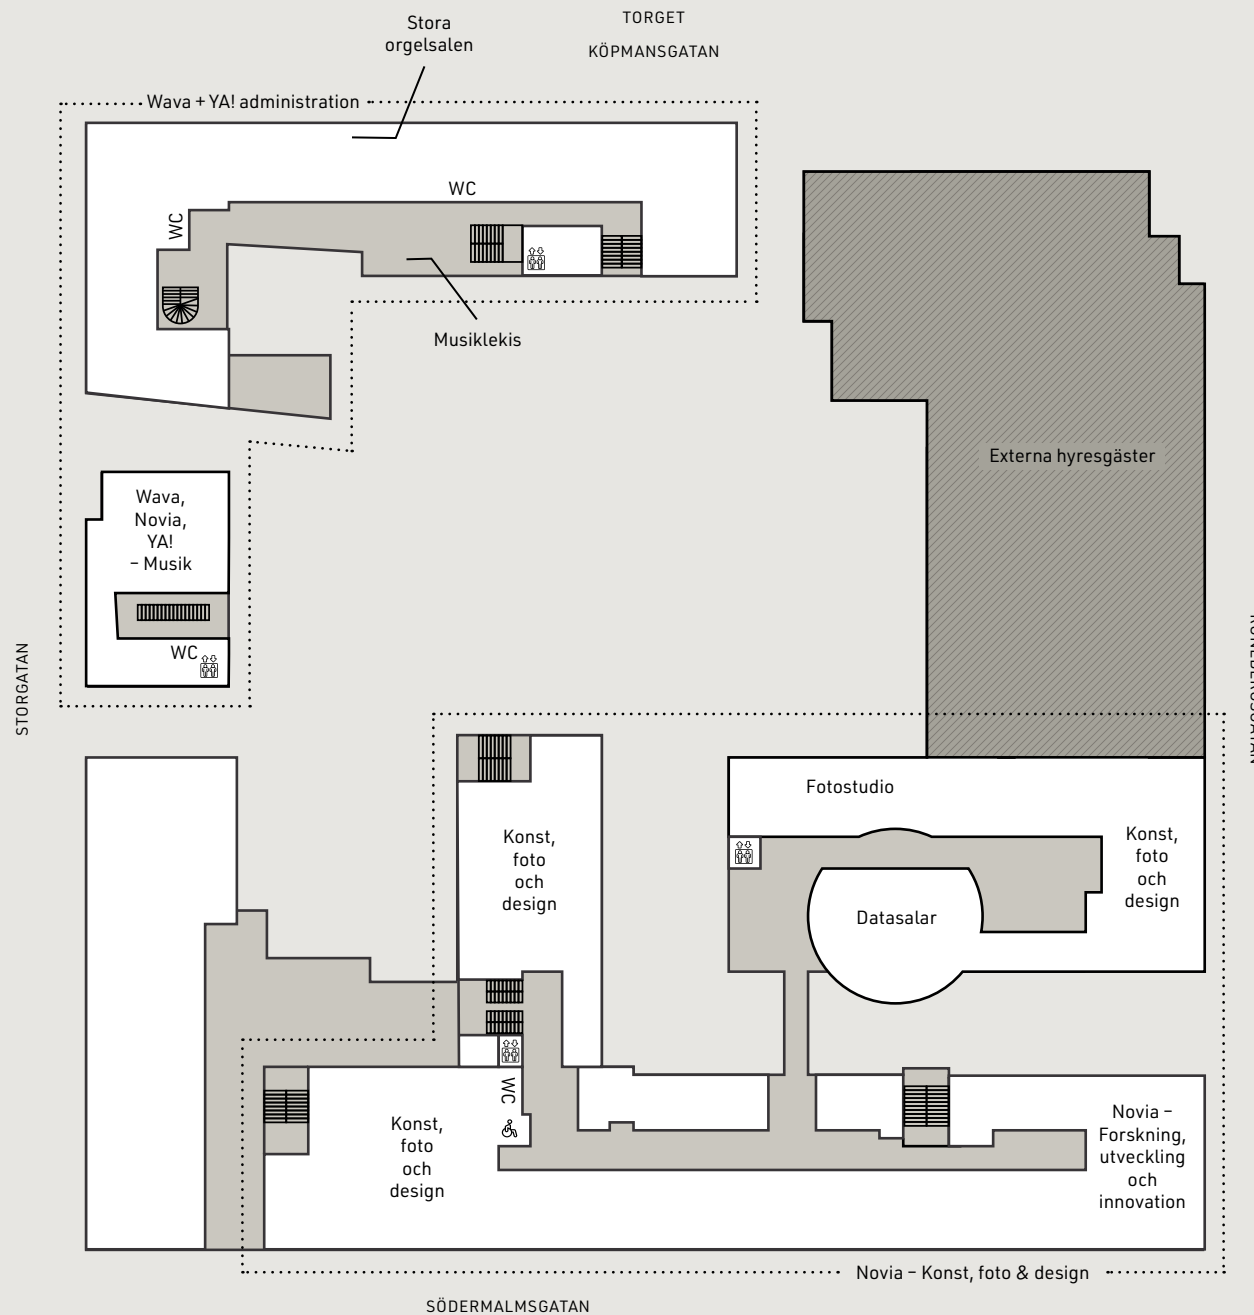 TORGET
KÖPMANSGATAN
Stora
orgelsalen
Wava + YA! administration
WC
WC
Musiklekis
Externa hyresgäster
Wava,
Novia,
YA!
– Musik
WC
STORGATAN
Fotostudio
Konst,
foto
och
design
Konst,
foto
och
design
Datasalar
WC
Konst,
foto
och
design
Novia –
Forskning,
utveckling
och
innovation
Novia – Konst, foto & design
SÖDERMALMSGATAN